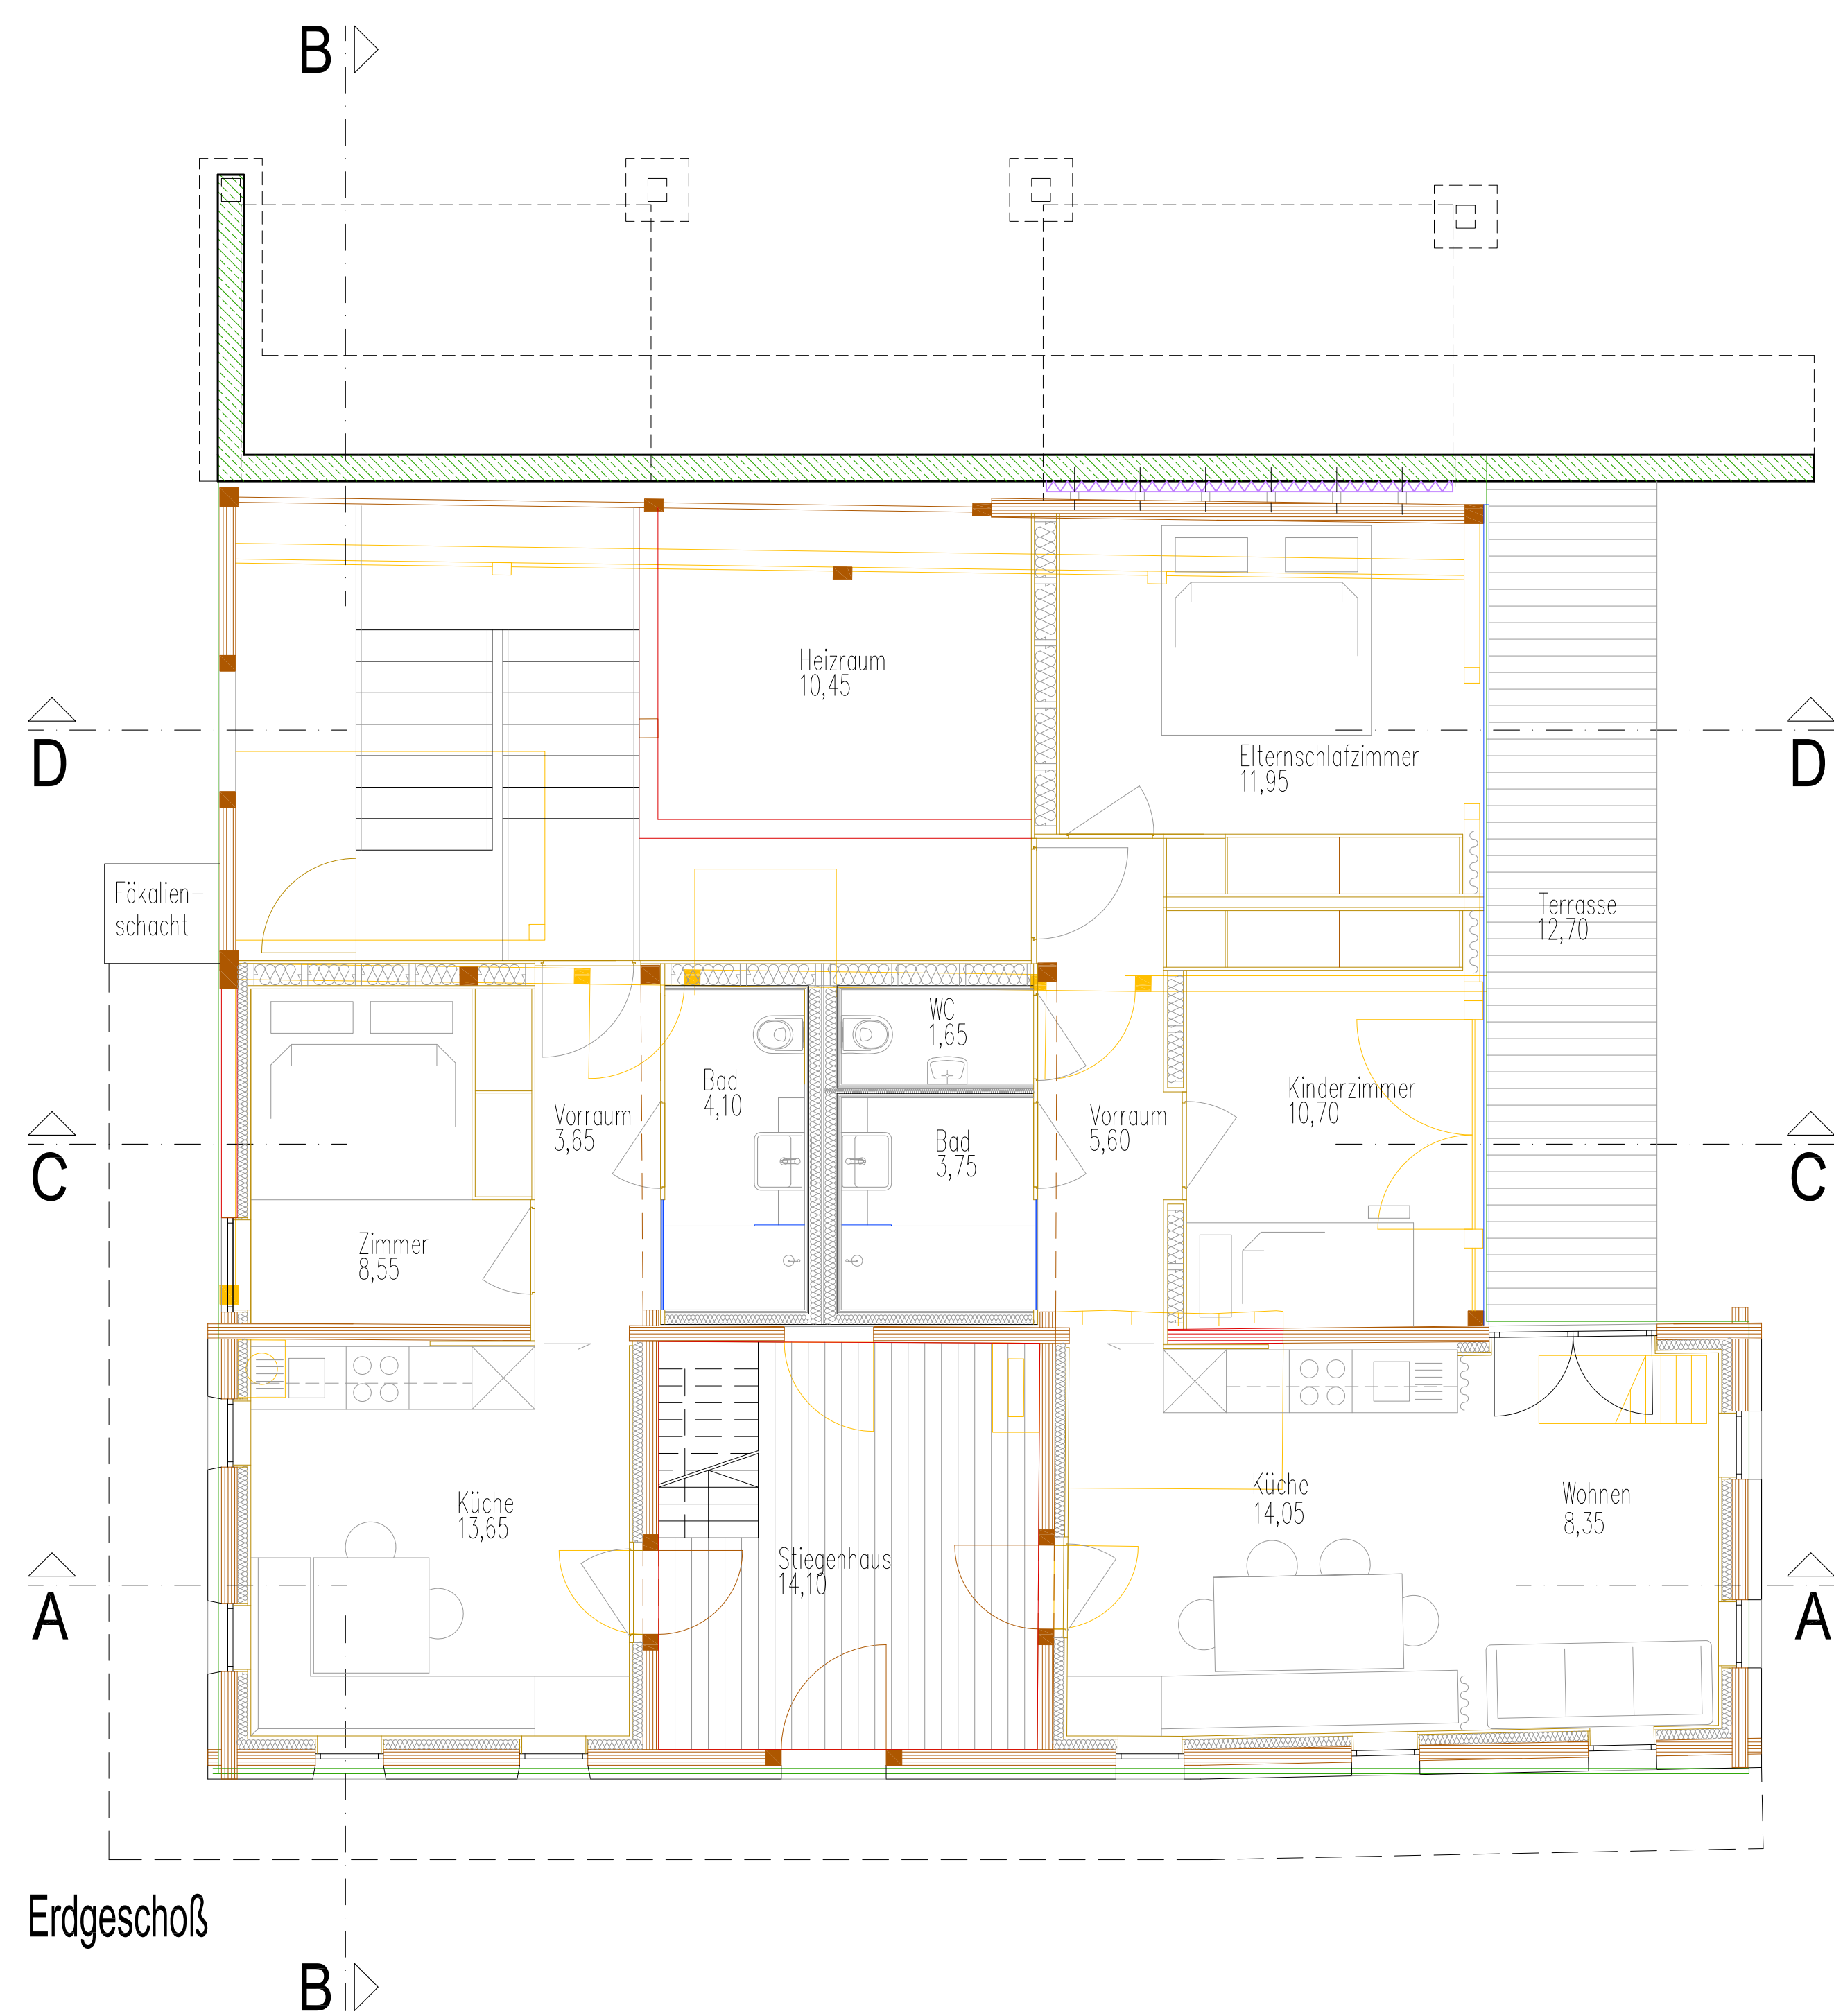 B
Heizraum
10,45
Elternschlafzimmer
11,95
D
D
Fäkalien-
schacht
Terrasse
12,70
WC
1,65
Bad
4,10
Kinderzimmer
10,70
Vorraum
3,65
Vorraum
5,60
Bad
3,75
C
C
Zimmer
8,55
Küche
13,65
Küche
14,05
Wohnen
8,35
Stiegenhaus
14,10
A
A
Erdgeschoß
B